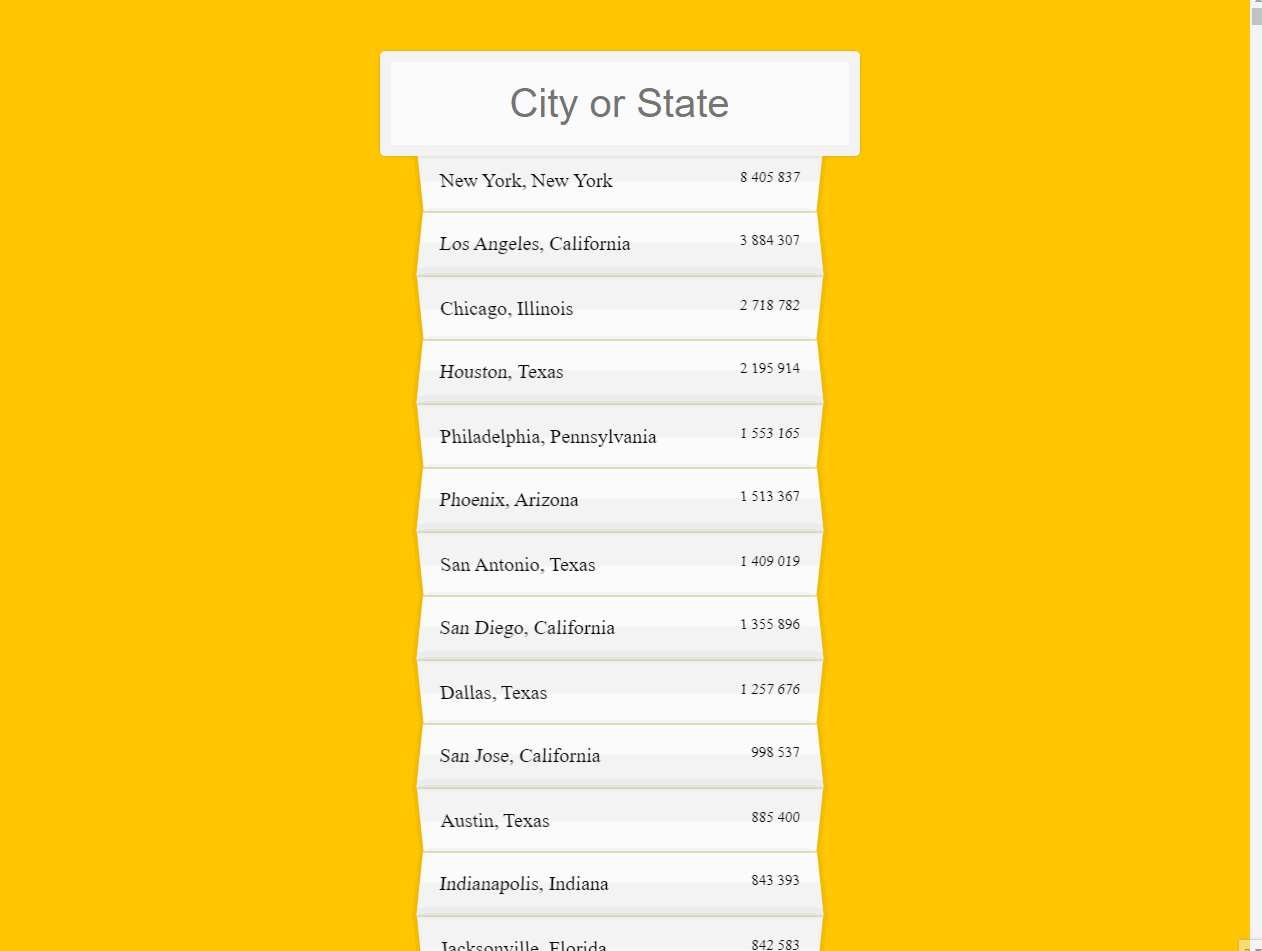 City or State
New York, New York 8 405 837
Los Angeles, California 3 884 307
Chicago, Illinois 2 718 782
Houston, Texas 2 195 914
Philadelphia, Pennsylvania 1 553 165
Phoenix, Arizona 1 513 367
San Antonio, Texas 1 409 019
San Diego, California 1 355 896
Dallas, Texas 1 257 676
San Jose, California 998 537
Austin, Texas 885 400
Indianapolis, Indiana 843 393
Jacksonville, Florida 842 583